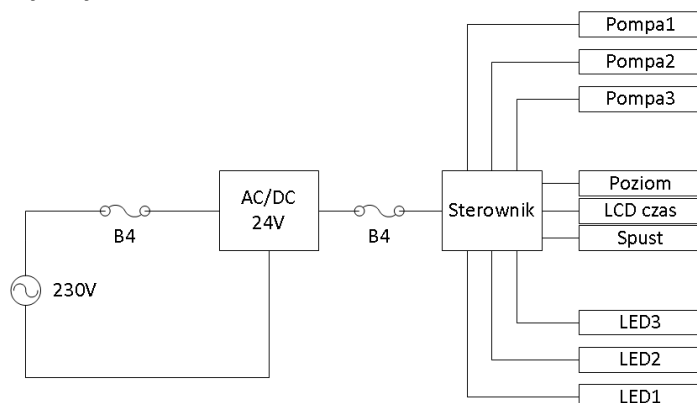 Pompa1
Pompa2
Pompa3
AC/DC
24V
Sterownik
Poziom
LCD czas
Spust
B4
B4
230V
LED3
LED2
LED1